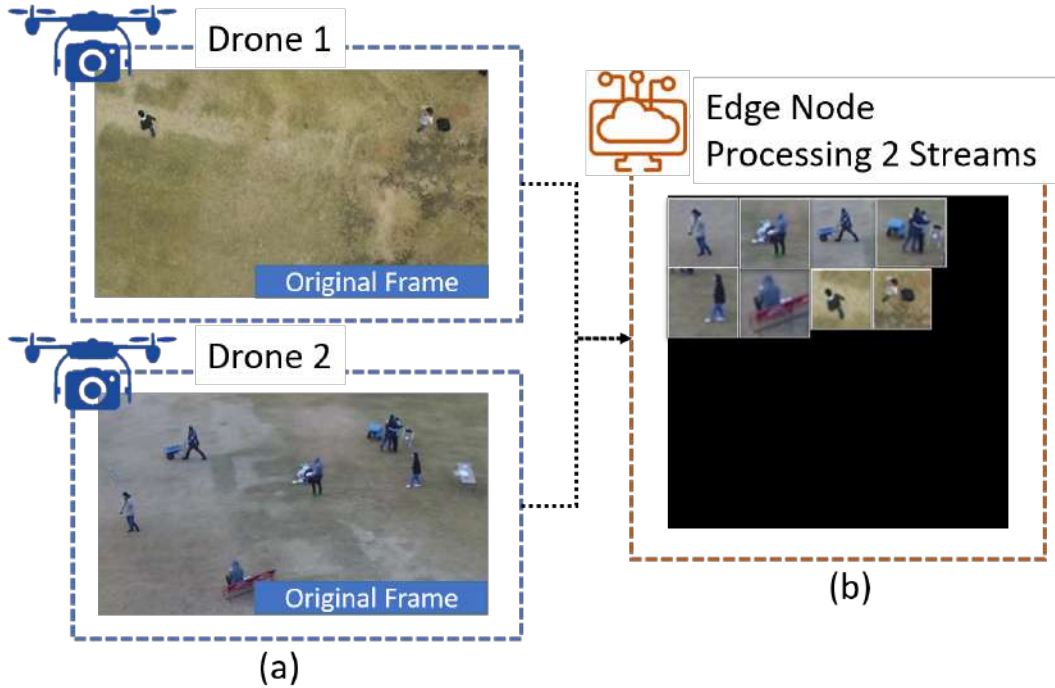 Drone 1
Original Frame
Drone 2
Original Frame
(a)
Edge Node
Processing 2 Streams
(b)